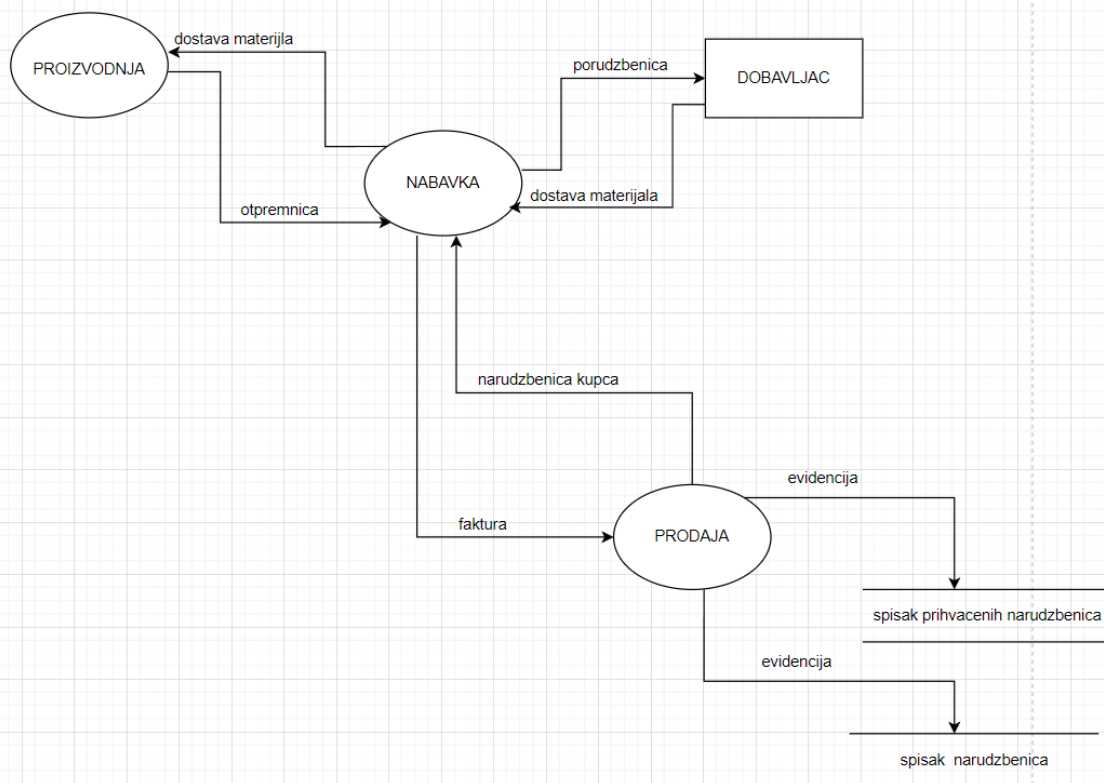 dostava materijla
PROIZVODNJA
porudzbenica
DOBAVLJAC
NABAVKA
dostava materijala
otpremnica
narudzbenica kupca
evidencija
faktura
PRODAJA
spisak prihvacenih narudzbenica
evidencija
spisak narudzbenica